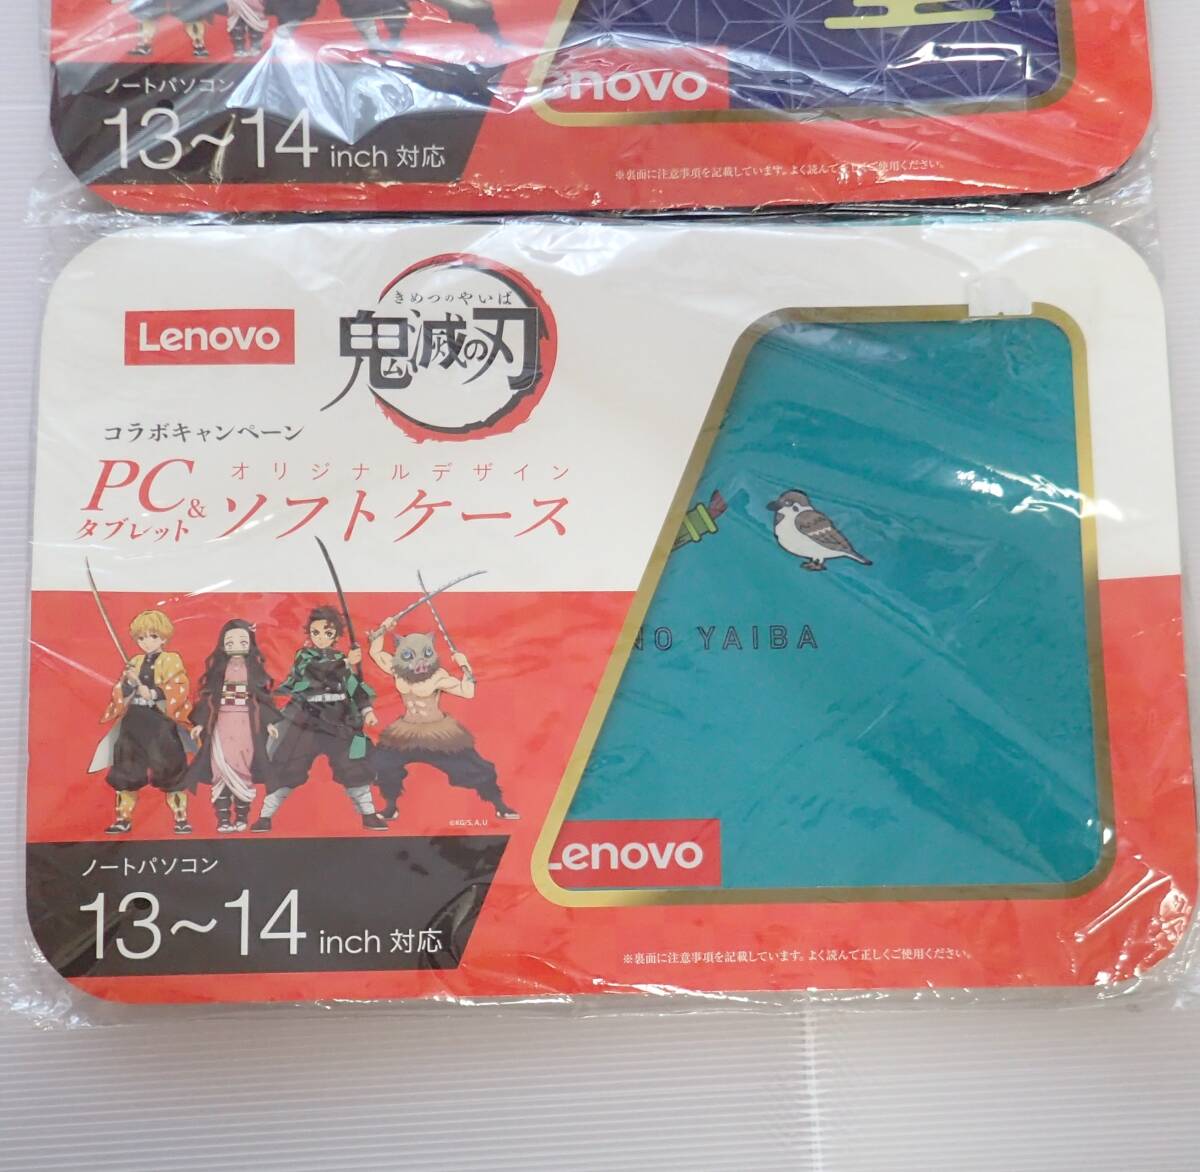 Lenovo
ノートパソコン
13~14 inch 対応
※裏面に注意事項を記載しています。よく読んで正しくご使用ください。
Lenovo
きめつのやいば
鬼滅の刃
コラボキャンペーン
オリジナルデザイン
PC&
タブレット
ソフトケース
NO YAIBA
©KG/S, A, U
Lenovo
ノートパソコン
13~14 inch 対応
※裏面に注意事項を記載しています。よく読んで正しくご使用ください。